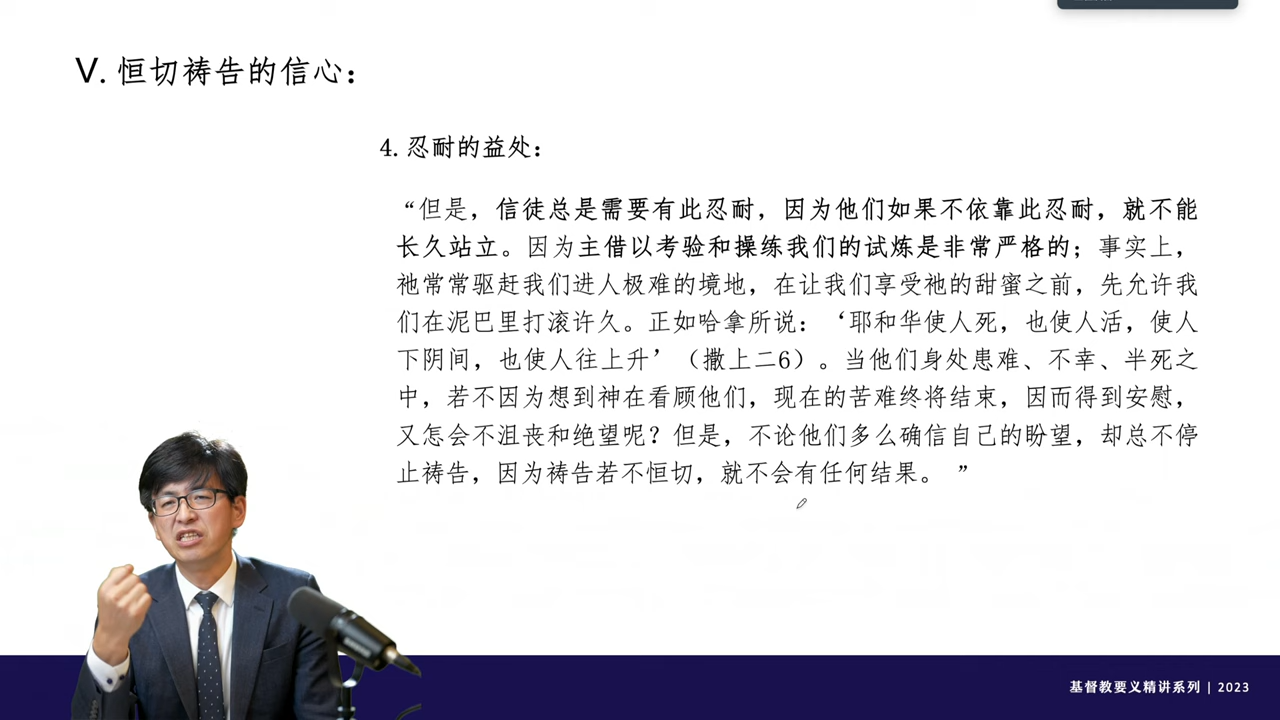 V. 恒切祷告的信心：
4. 忍耐的益处：
“但是，信徒总是需要有此忍耐，因为他们如果不依靠此忍耐，就不能
长久站立。因为主借以考验和操练我们的试炼是非常严格的；事实上，
祂常常驱赶我们进人极难的境地，在让我们享受祂的甜蜜之前，先允许我
们在泥巴里打滚许久。正如哈拿所说：‘耶和华使人死，也使人活，使人
下阴间，也使人往上升’（撒上二6）。当他们身处患难、不幸、半死之
中，若不因为想到神在看顾他们，现在的苦难终将结束，因而得到安慰，
又怎会不沮丧和绝望呢？但是，不论他们多么确信自己的盼望，却总不停
止祷告，因为祷告若不恒切，就不会有任何结果。 ”
基督教要义精讲系列 | 2023